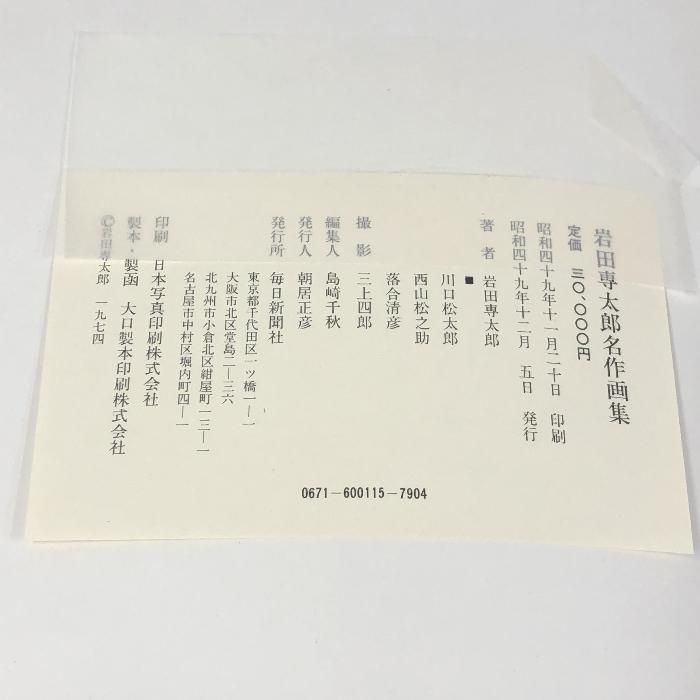 岩田専太郎名作画集
定価 三〇、〇〇〇円
昭和四十九年十一月二十日 印刷
昭和四十九年十二月 五日 発行
著者 岩田専太郎
■
川口松太郎
西山松之助
落合清彦
撮影 三上四郎
編集人 島崎千秋
発行人 朝居正彦
発行所 毎日新聞社
東京都千代田区一ツ橋一—一
大阪市北区堂島二—三六
北九州市小倉北区紺屋町一三—一
名古屋市中村区堀内町四—一
印刷 日本写真印刷株式会社
製本・製函 大口製本印刷株式会社
©岩田専太郎 一九七四
0671-600115-7904